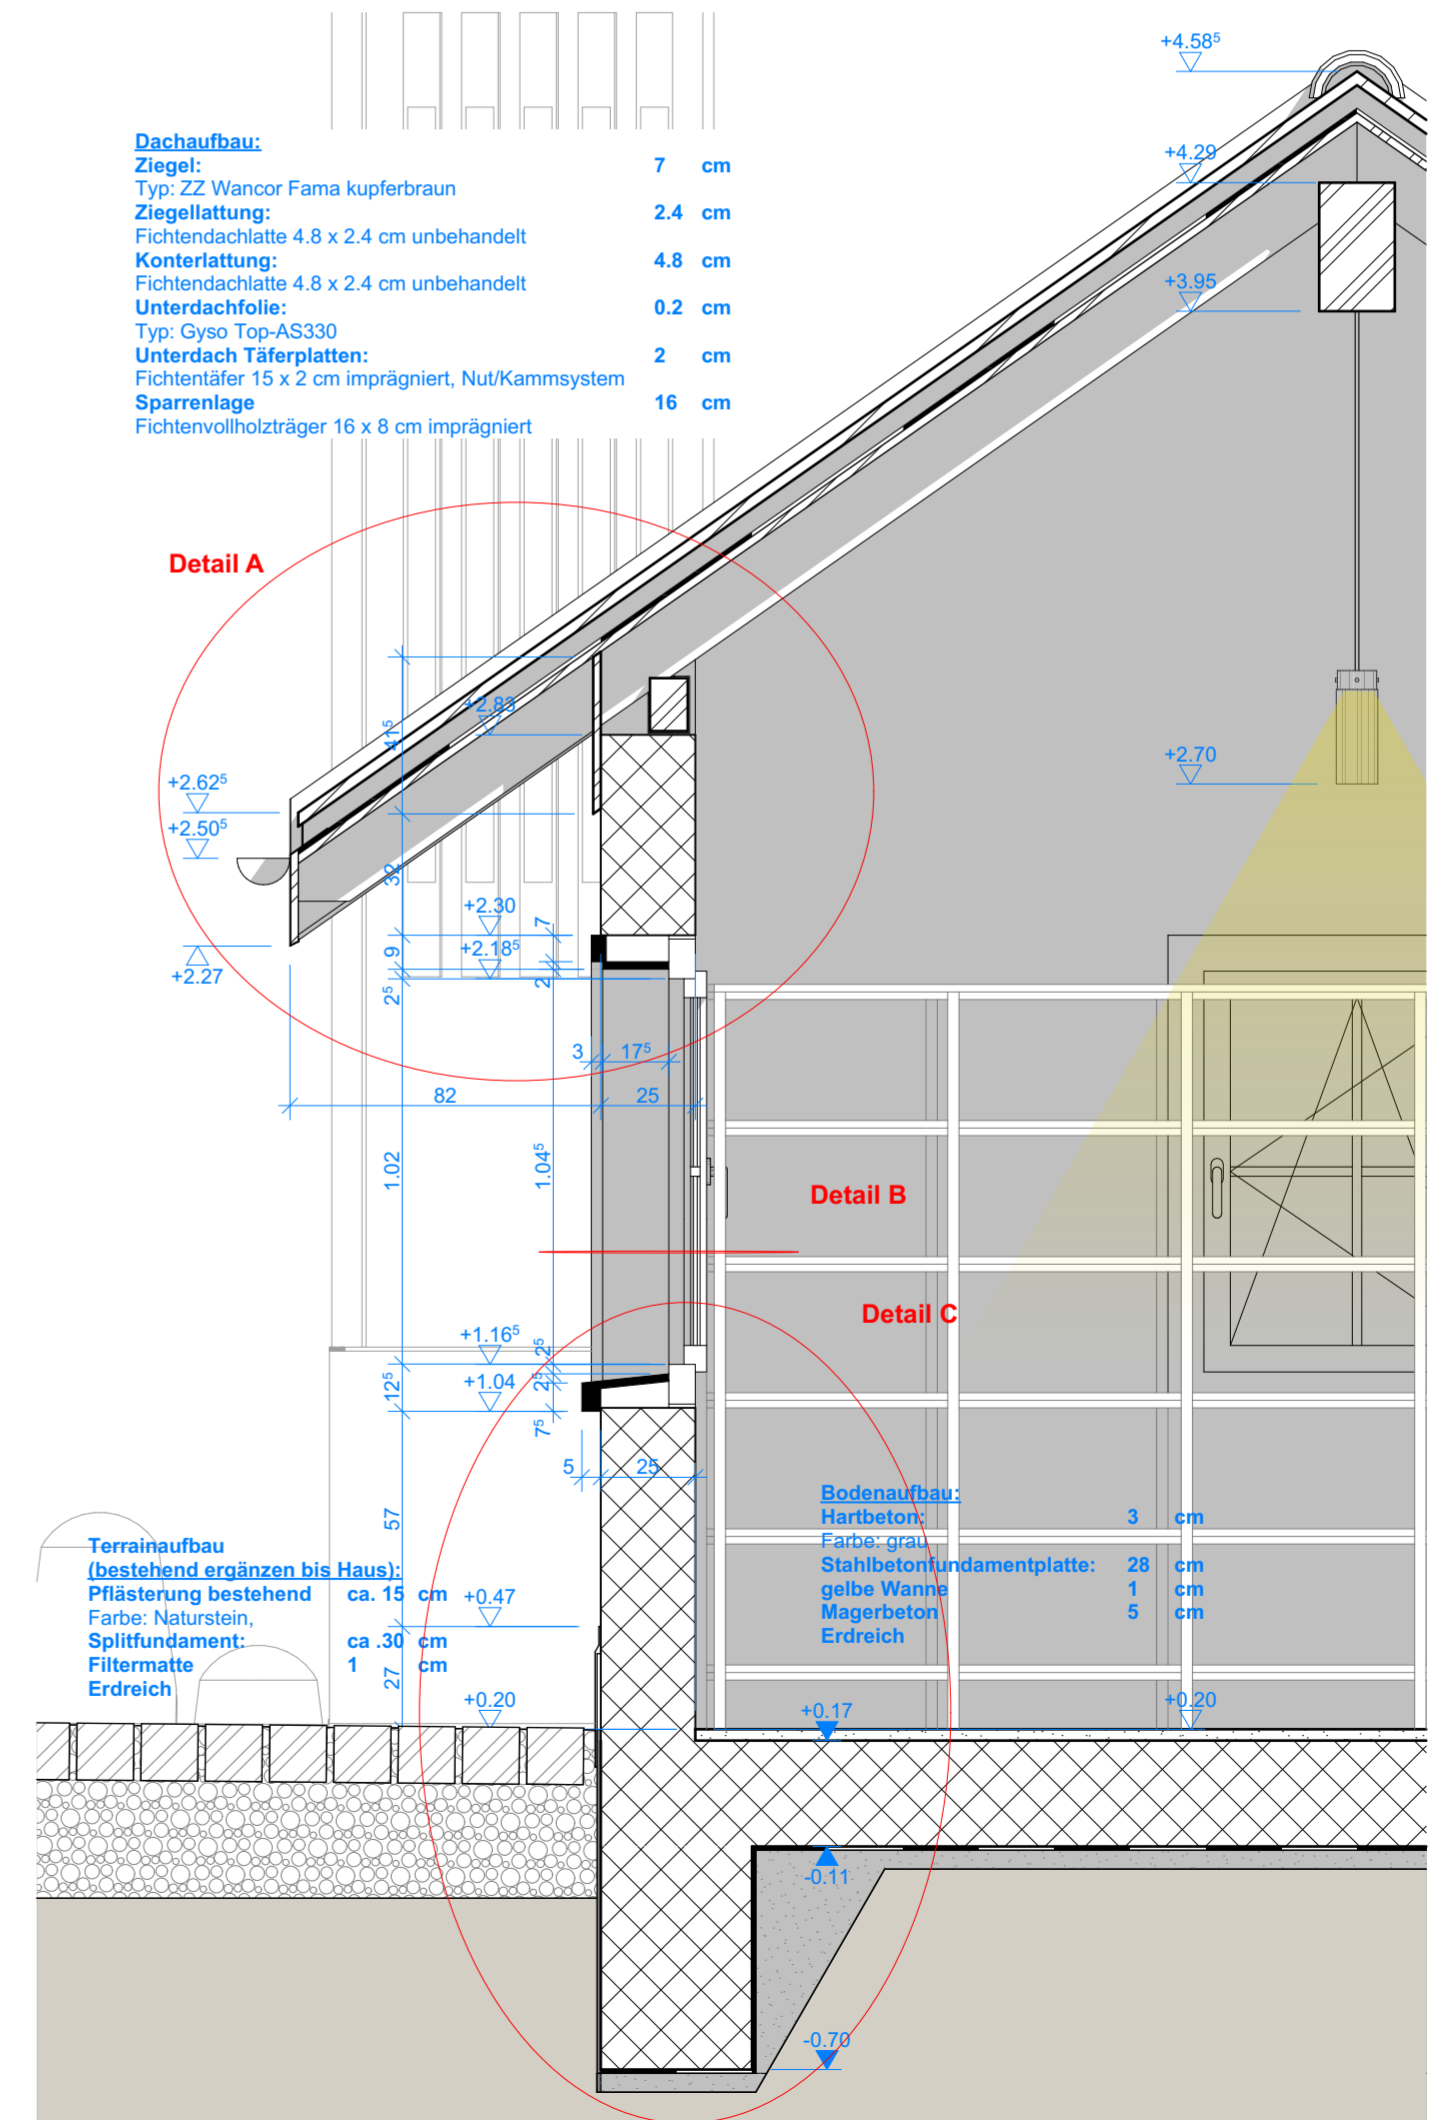 +4.58⁵
Dachaufbau:
Ziegel: 7 cm
Typ: ZZ Wancor Fama kupferbraun
Ziegellattung: 2.4 cm
Fichtendachlatte 4.8 x 2.4 cm unbehandelt
Konterlattung: 4.8 cm
Fichtendachlatte 4.8 x 2.4 cm unbehandelt
Unterdachfolie: 0.2 cm
Typ: Gyso Top-AS330
Unterdach Täferplatten: 2 cm
Fichtentäfer 15 x 2 cm imprägniert, Nut/Kammsystem
Sparrenlage 16 cm
Fichtenvollholzträger 16 x 8 cm imprägniert
+4.29
+3.95
Detail A
+2.83
41⁵
+2.70
+2.62⁵
+2.50⁵
32
+2.30
7
9
+2.18⁵
+2.27
2⁵
2
3
17⁵
82
25
1.02
1.04⁵
Detail B
Detail C
+1.16⁵
2⁵
12⁵
+1.04
2⁵
7⁵
5
25
57
Bodenaufbau:
Hartbeton: 3 cm
Farbe: grau
Stahlbetonfundamentplatte: 28 cm
gelbe Wanne 1 cm
Magerbeton 5 cm
Erdreich
Terrainaufbau
(bestehend ergänzen bis Haus):
Pflästerung bestehend ca. 15 cm
Farbe: Naturstein,
Splitfundament: ca .30 cm
Filtermatte 1 cm
Erdreich
+0.47
27
+0.20
+0.17
+0.20
-0.11
-0.70